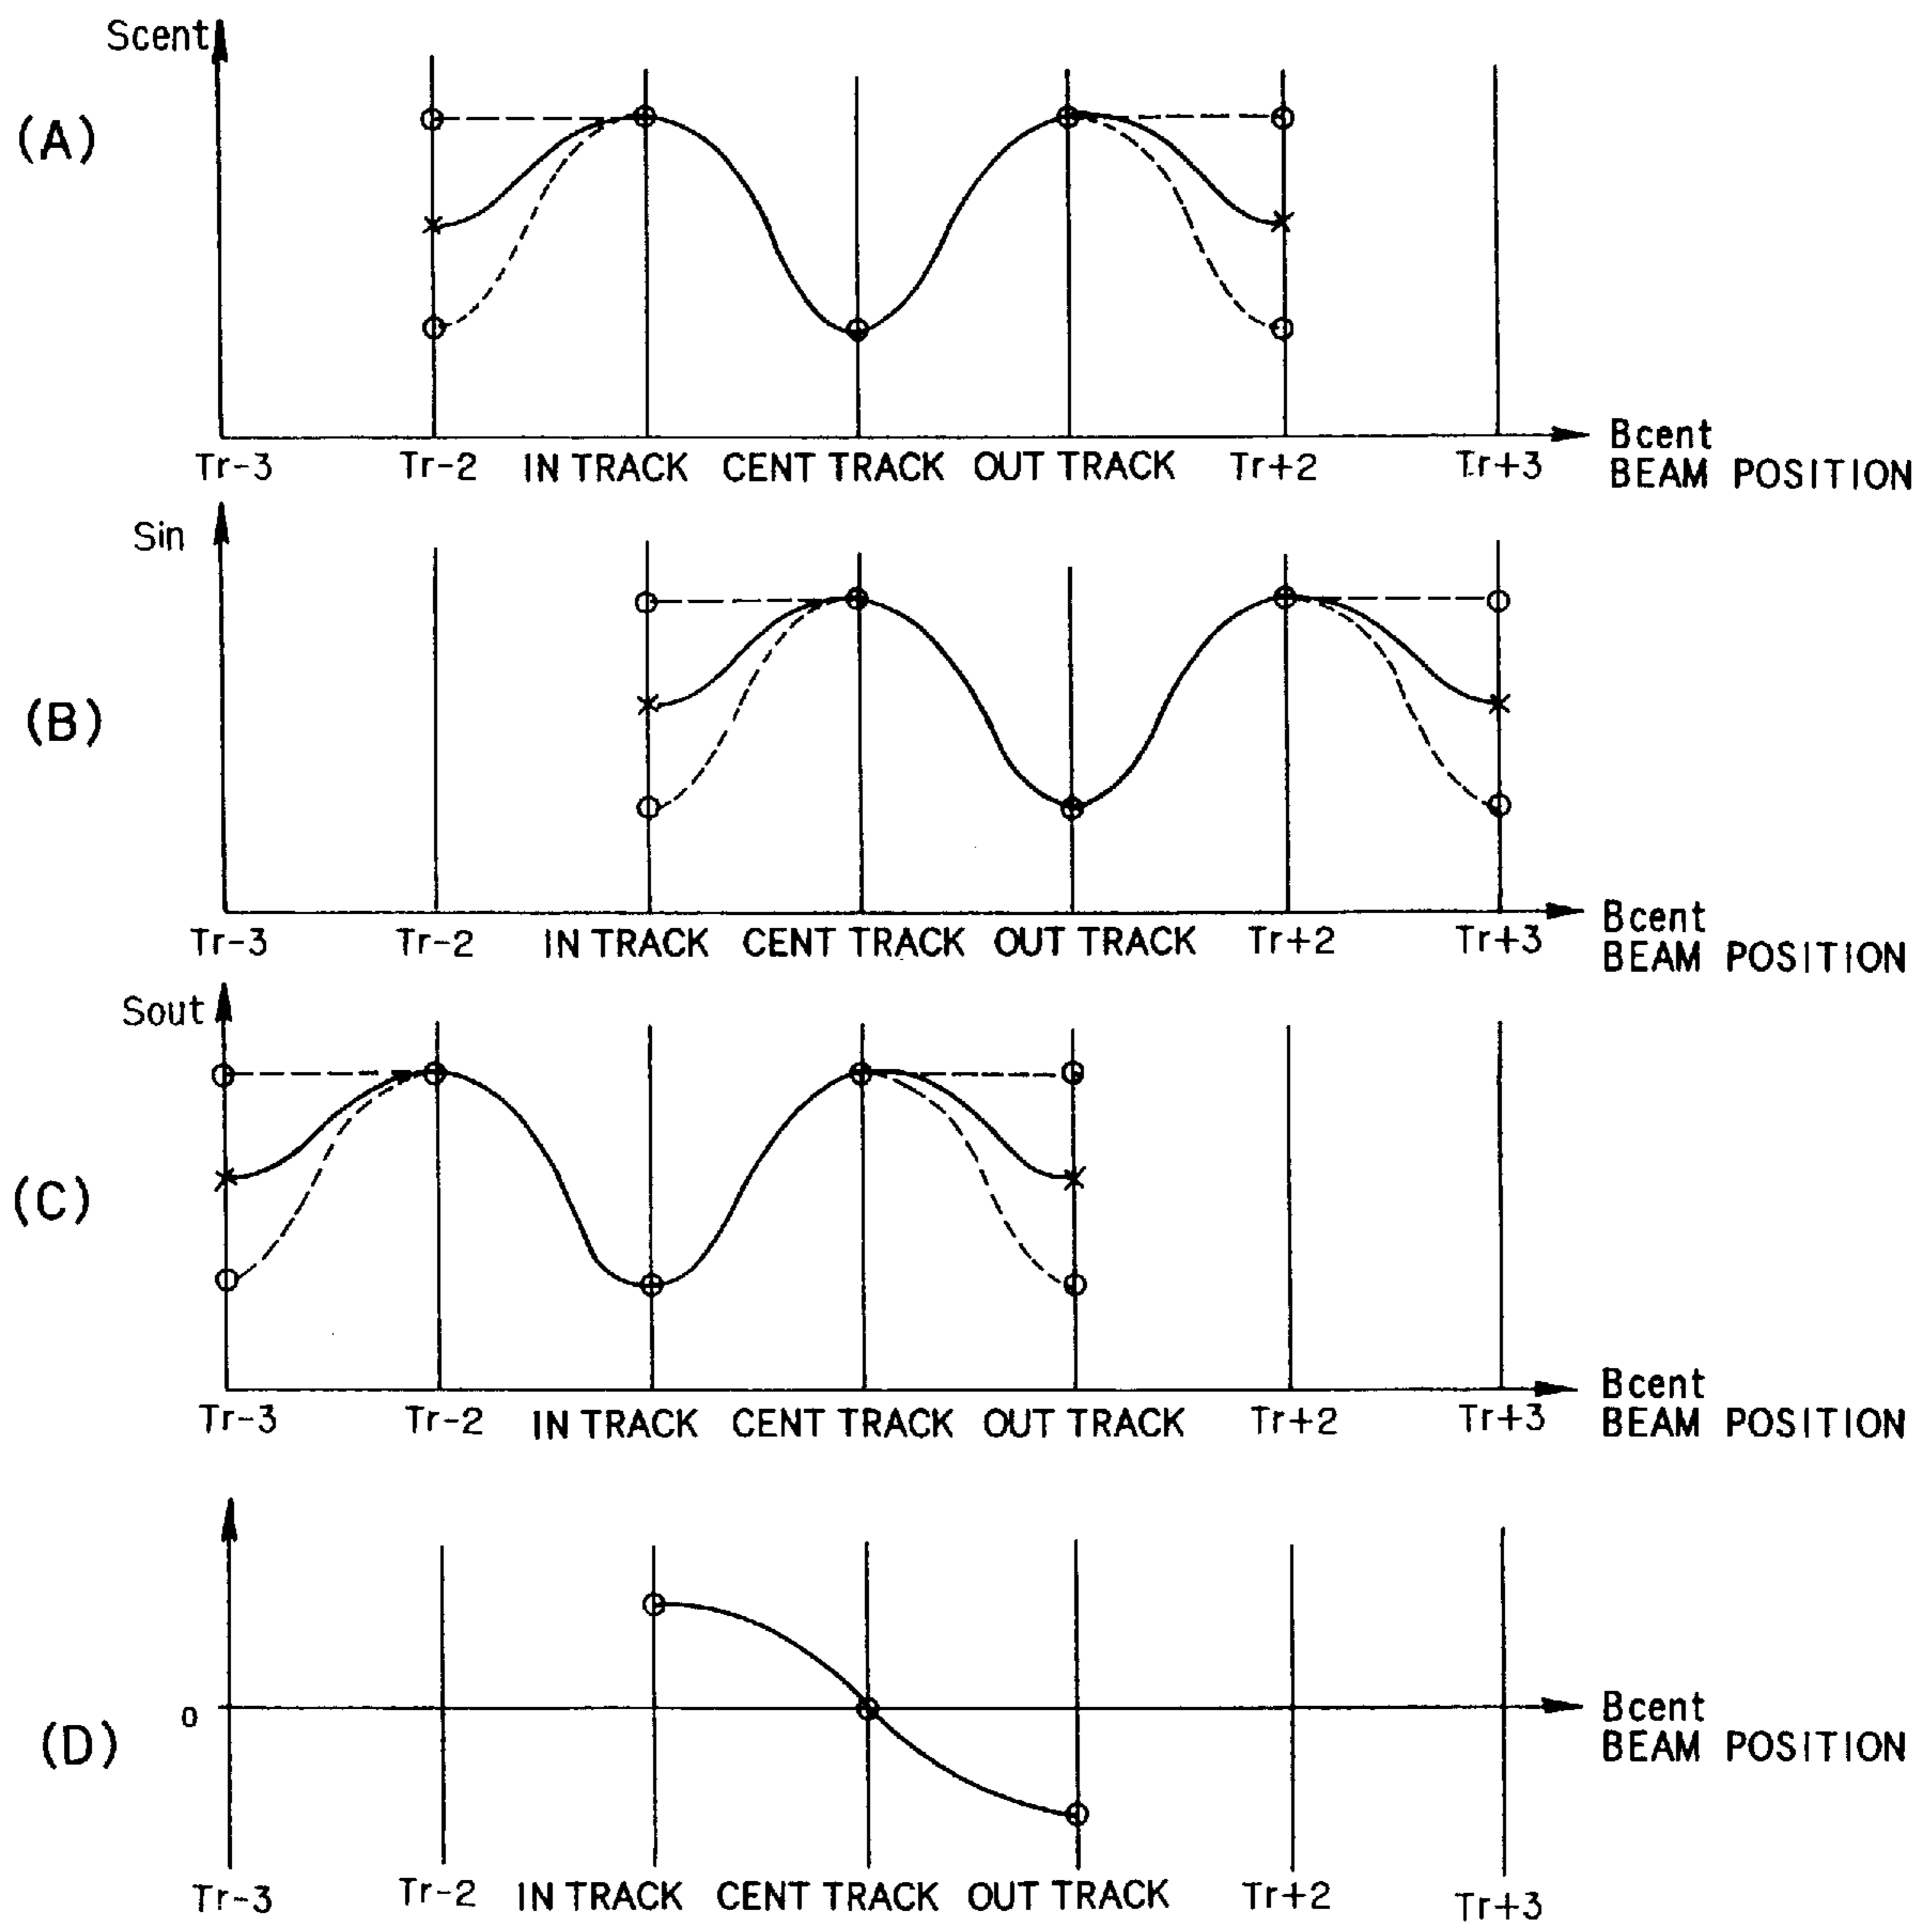 Scent
(A)
Bcent
Tr-3 Tr-2 IN TRACK CENT TRACK OUT TRACK Tr+2 Tr+3 BEAM POSITION
Sin
(B)
Bcent
Tr-3 Tr-2 IN TRACK CENT TRACK OUT TRACK Tr+2 Tr+3 BEAM POSITION
Sout
(C)
Bcent
Tr-3 Tr-2 IN TRACK CENT TRACK OUT TRACK Tr+2 Tr+3 BEAM POSITION
0 Bcent
(D) BEAM POSITION
Tr-3 Tr-2 IN TRACK CENT TRACK OUT TRACK Tr+2 Tr+3